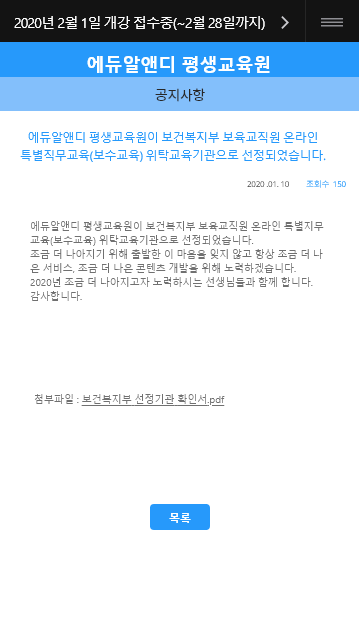 2020년 2월 1일 개강 접수중(~2월 28일까지)
에듀알앤디 평생교육원
공지사항
에듀알앤디 평생교육원이 보건복지부 보육교직원 온라인
특별직무교육(보수교육) 위탁교육기관으로 선정되었습니다.
2020 .01. 10 조회수 150
에듀알앤디 평생교육원이 보건복지부 보육교직원 온라인 특별직무
교육(보수교육) 위탁교육기관으로 선정되었습니다.
조금 더 나아지기 위해 출발한 이 마음을 잊지 않고 항상 조금 더 나
은 서비스, 조금 더 나은 콘텐츠 개발을 위해 노력하겠습니다.
2020년 조금 더 나아지고자 노력하시는 선생님들과 함께 합니다.
감사합니다.
첨부파일 : 보건복지부 선정기관 확인서.pdf
목록